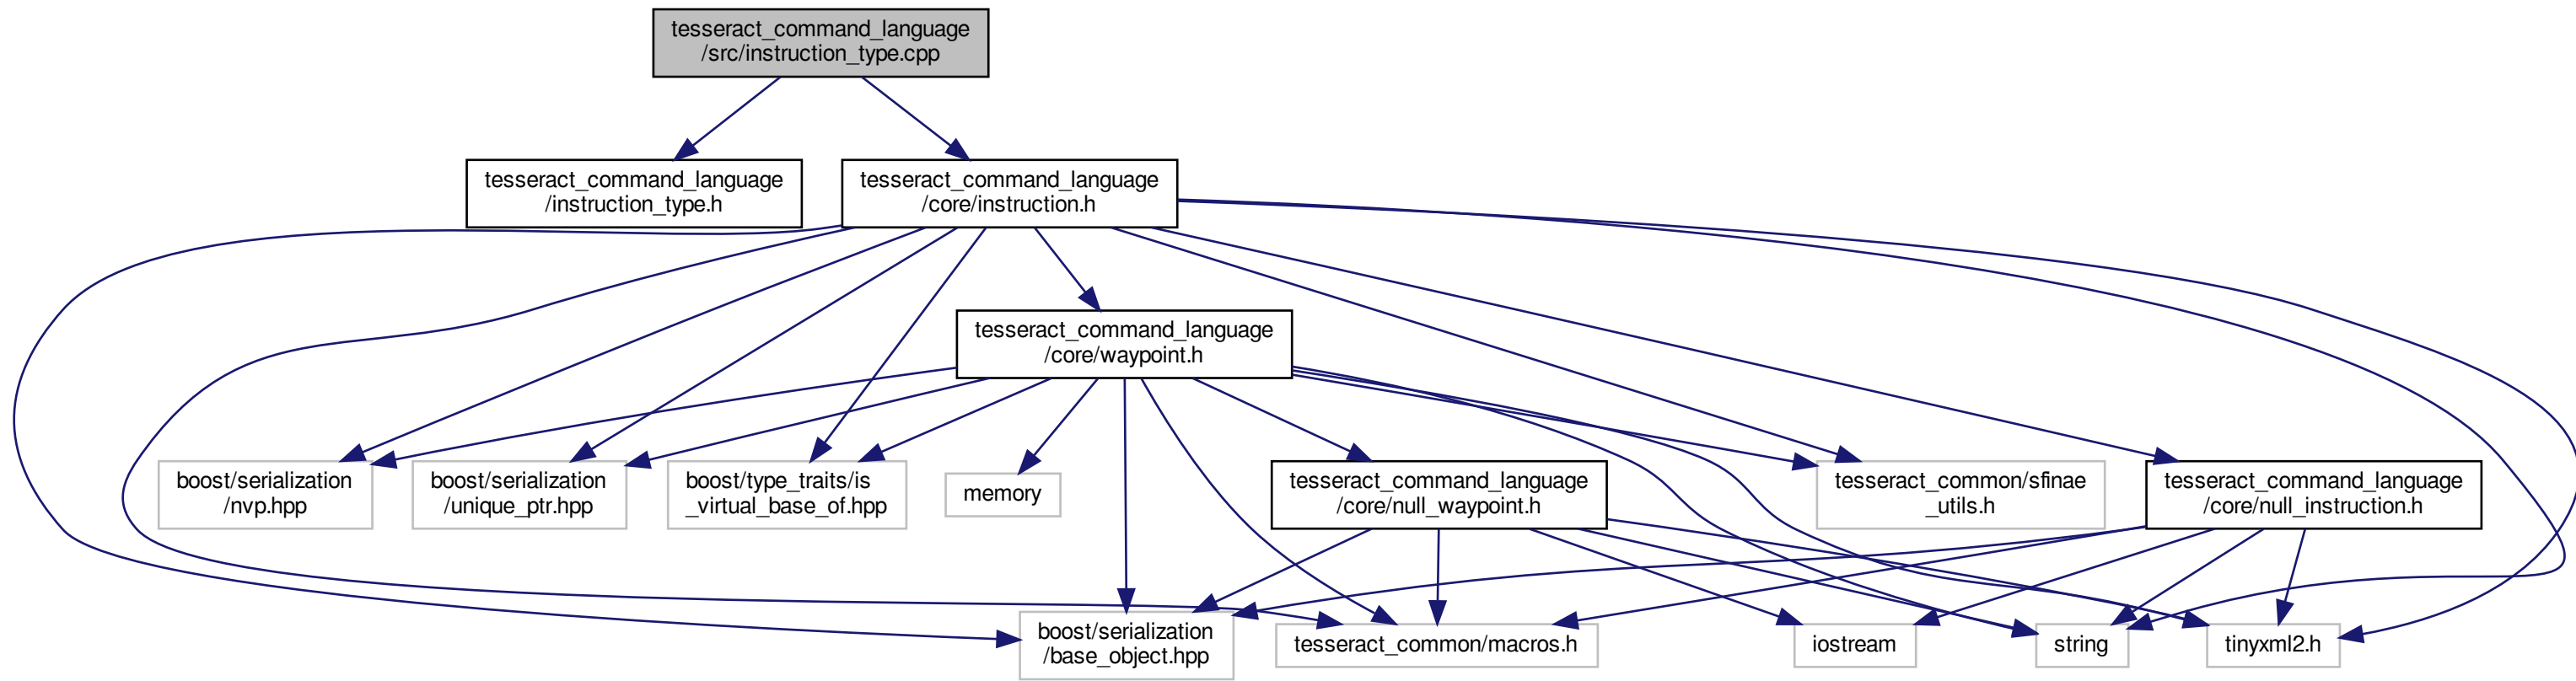 tesseract_command_language
/src/instruction_type.cpp
tesseract_command_language
/instruction_type.h
tesseract_command_language
/core/instruction.h
tesseract_command_language
/core/waypoint.h
boost/serialization
/nvp.hpp
boost/serialization
/unique_ptr.hpp
boost/type_traits/is
_virtual_base_of.hpp
memory
tesseract_command_language
/core/null_waypoint.h
tesseract_common/sfinae
_utils.h
tesseract_command_language
/core/null_instruction.h
boost/serialization
/base_object.hpp
tesseract_common/macros.h
iostream
string
tinyxml2.h